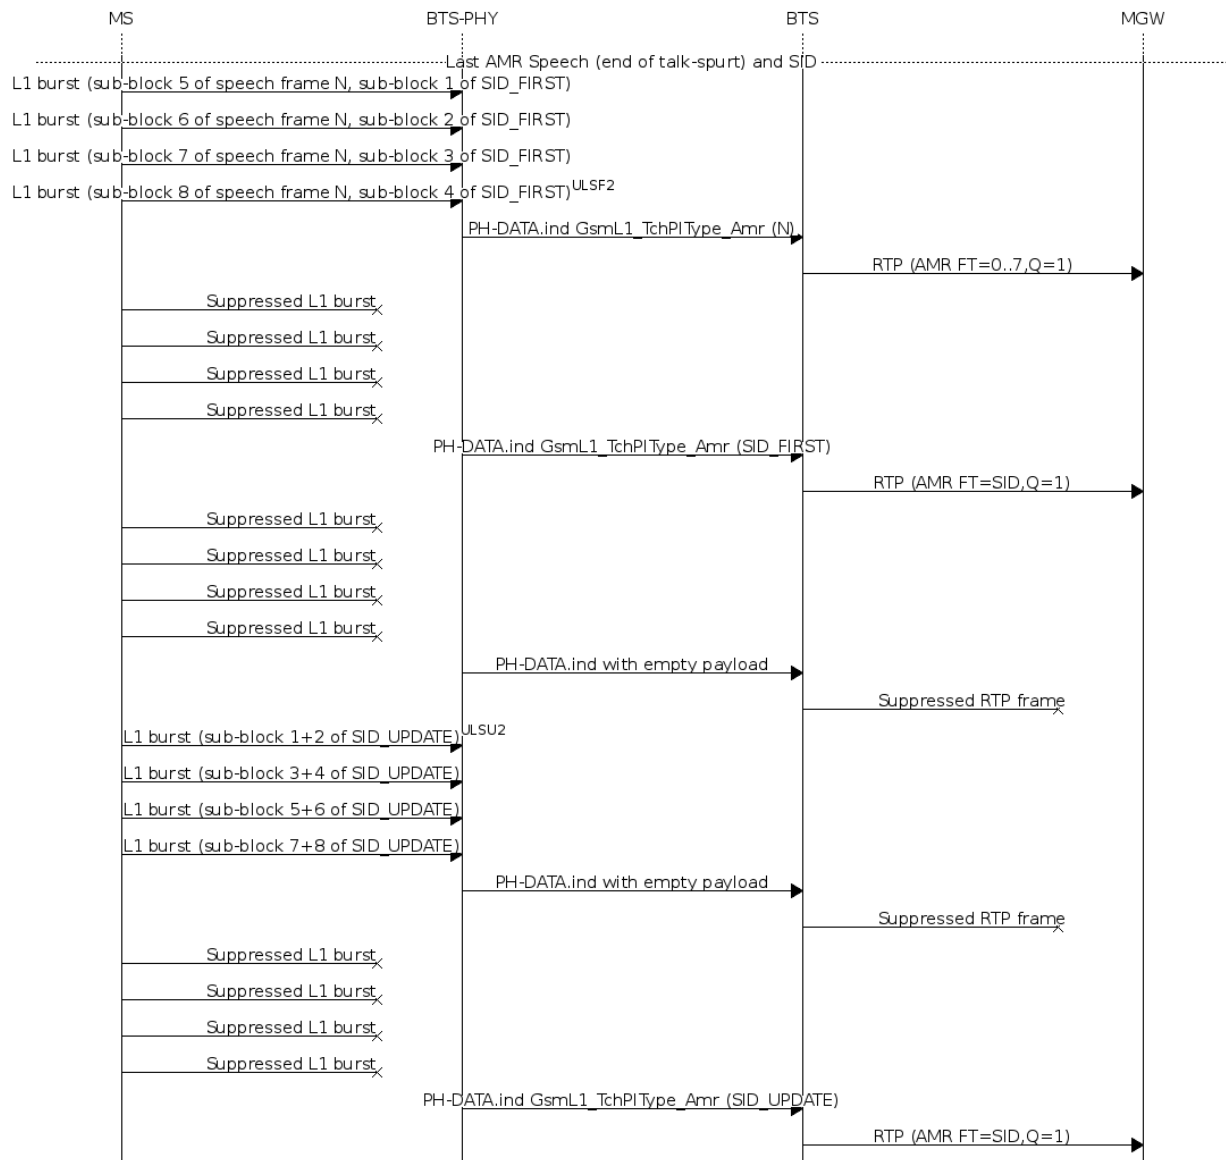 MS BTS-PHY BTS MGW
Last AMR Speech (end of talk-spurt) and SID
L1 burst (sub-block 5 of speech frame N, sub-block 1 of SID_FIRST)
L1 burst (sub-block 6 of speech frame N, sub-block 2 of SID_FIRST)
L1 burst (sub-block 7 of speech frame N, sub-block 3 of SID_FIRST)
L1 burst (sub-block 8 of speech frame N, sub-block 4 of SID_FIRST) ULSF2
PH-DATA.ind GsmL1_TchPlType_Amr (N)
RTP (AMR FT=0..7,Q=1)
Suppressed L1 burst
Suppressed L1 burst
Suppressed L1 burst
Suppressed L1 burst
PH-DATA.ind GsmL1_TchPlType_Amr (SID_FIRST)
RTP (AMR FT=SID,Q=1)
Suppressed L1 burst
Suppressed L1 burst
Suppressed L1 burst
Suppressed L1 burst
PH-DATA.ind with empty payload
Suppressed RTP frame
L1 burst (sub-block 1+2 of SID_UPDATE) ULSU2
L1 burst (sub-block 3+4 of SID_UPDATE)
L1 burst (sub-block 5+6 of SID_UPDATE)
L1 burst (sub-block 7+8 of SID_UPDATE)
PH-DATA.ind with empty payload
Suppressed RTP frame
Suppressed L1 burst
Suppressed L1 burst
Suppressed L1 burst
Suppressed L1 burst
PH-DATA.ind GsmL1_TchPlType_Amr (SID_UPDATE)
RTP (AMR FT=SID,Q=1)